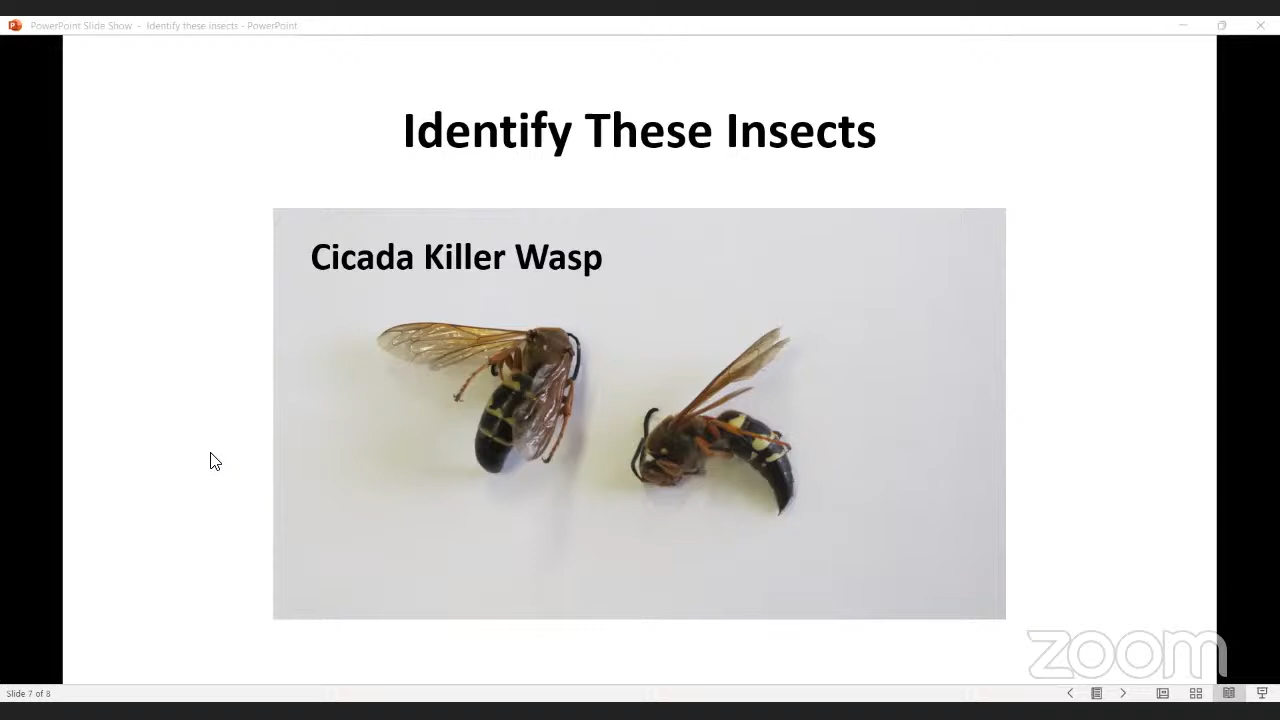 PowerPoint Slide Show - Identify these insects - PowerPoint
Identify These Insects
Cicada Killer Wasp
zoom
Slide 7 of 8